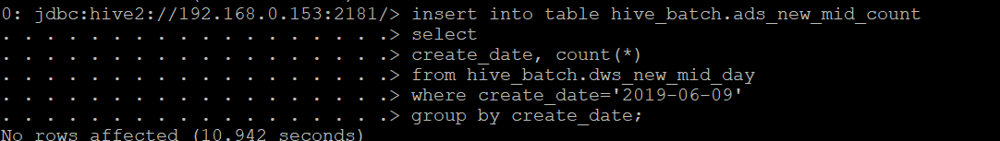 0: jdbc:hive2://192.168.0.153:2181/> insert into table hive_batch.ads_new_mid_count
. . . . . . . . . . . . . . . . . .> select
. . . . . . . . . . . . . . . . . .> create_date, count(*)
. . . . . . . . . . . . . . . . . .> from hive_batch.dws_new_mid_day
. . . . . . . . . . . . . . . . . .> where create_date='2019-06-09'
. . . . . . . . . . . . . . . . . .> group by create_date;
No rows affected (10.942 seconds)